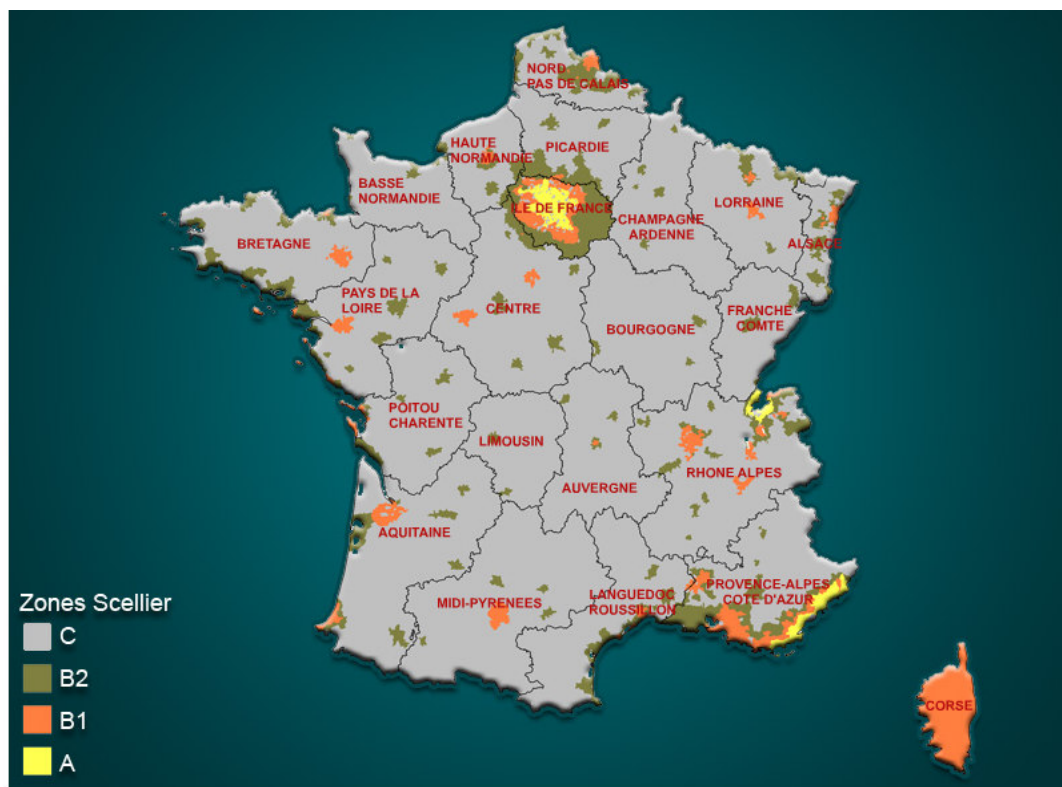 NORD
PAS DE CALAIS
HAUTE
NORMANDIE
PICARDIE
BASSE
NORMANDIE
ILE DE FRANCE
CHAMPAGNE
ARDENNE
LORRAINE
ALSACE
BRETAGNE
PAYS DE LA
LOIRE
CENTRE
BOURGOGNE
FRANCHE
COMTE
POITOU
CHARENTE
LIMOUSIN
AUVERGNE
RHONE ALPES
AQUITAINE
MIDI-PYRENEES
LANGUEDOC
ROUSSILLON
PROVENCE-ALPES
COTE D'AZUR
CORSE
Zones Scellier
C
B2
B1
A